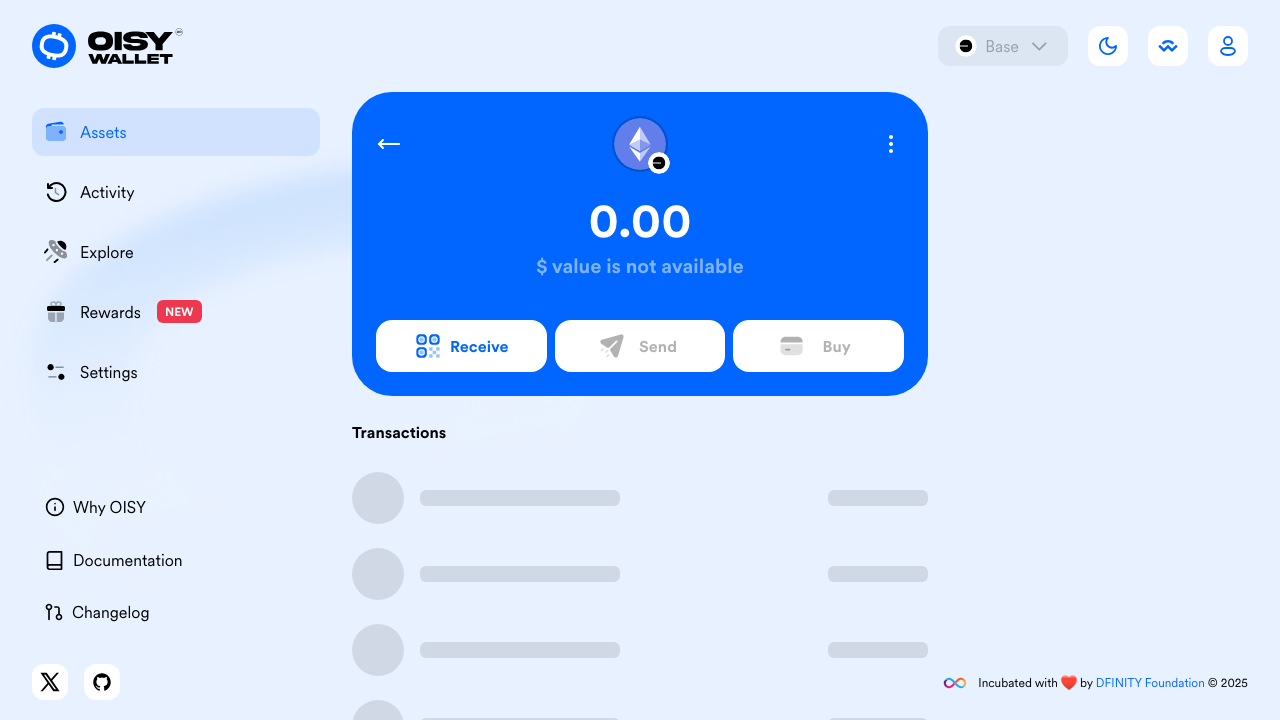 OISY
WALLET
Base
Assets
Activity
Explore
Rewards NEW
Settings
Why OISY
Documentation
Changelog
0.00
$ value is not available
Receive
Send
Buy
Transactions
Incubated with ❤️ by DFINITY Foundation © 2025